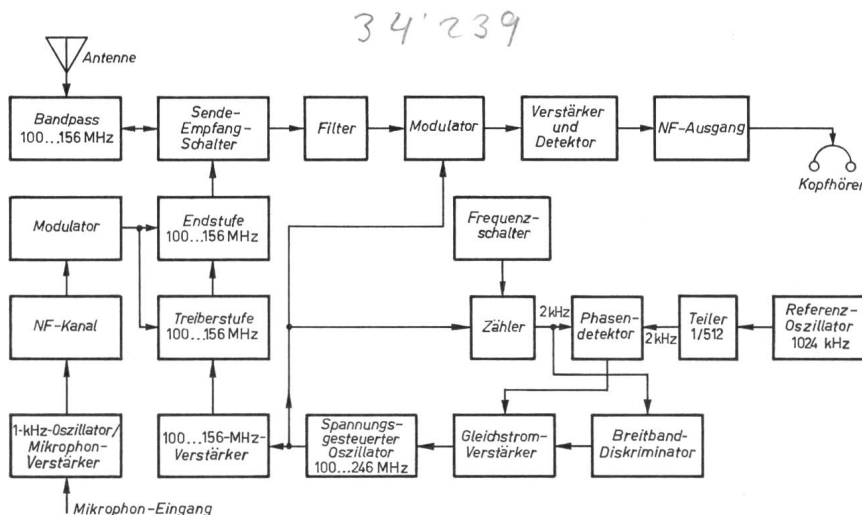 34'239
Antenne
Bandpass
100...156 MHz
Sende-
Empfang-
Schalter
Filter
Modulator
Verstärker
und
Detektor
NF-Ausgang
Kopfhörer
Modulator
Endstufe
100...156 MHz
Frequenz-
schalter
NF-Kanal
Treiberstufe
100...156 MHz
Zähler
2 kHz
Phasen-
detektor
2 kHz
Teiler
1/512
Referenz-
Oszillator
1024 kHz
1-kHz-Oszillator/
Mikrophon-
Verstärker
100...156-MHz-
Verstärker
Spannungs-
gesteuerter
Oszillator
100...246 MHz
Gleichstrom-
Verstärker
Breitband-
Diskriminator
Mikrophon-Eingang